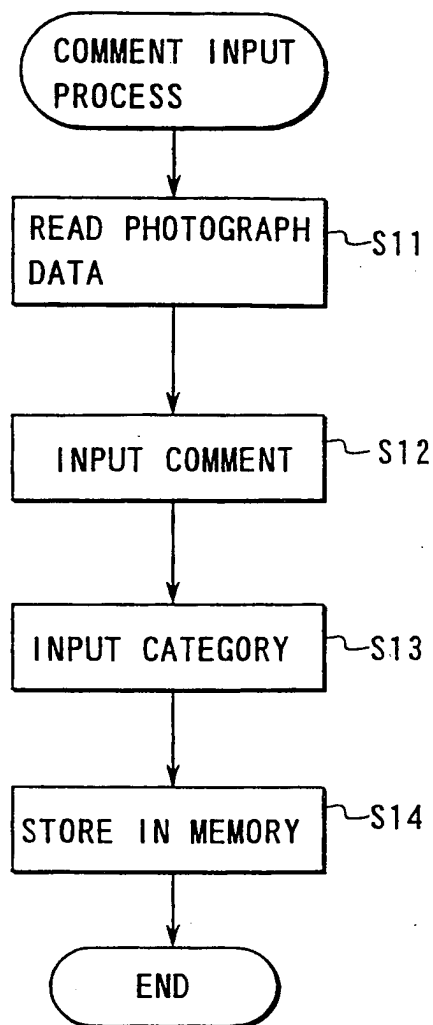 COMMENT INPUT
PROCESS
READ PHOTOGRAPH
DATA
S11
INPUT COMMENT
S12
INPUT CATEGORY
S13
STORE IN MEMORY
S14
END